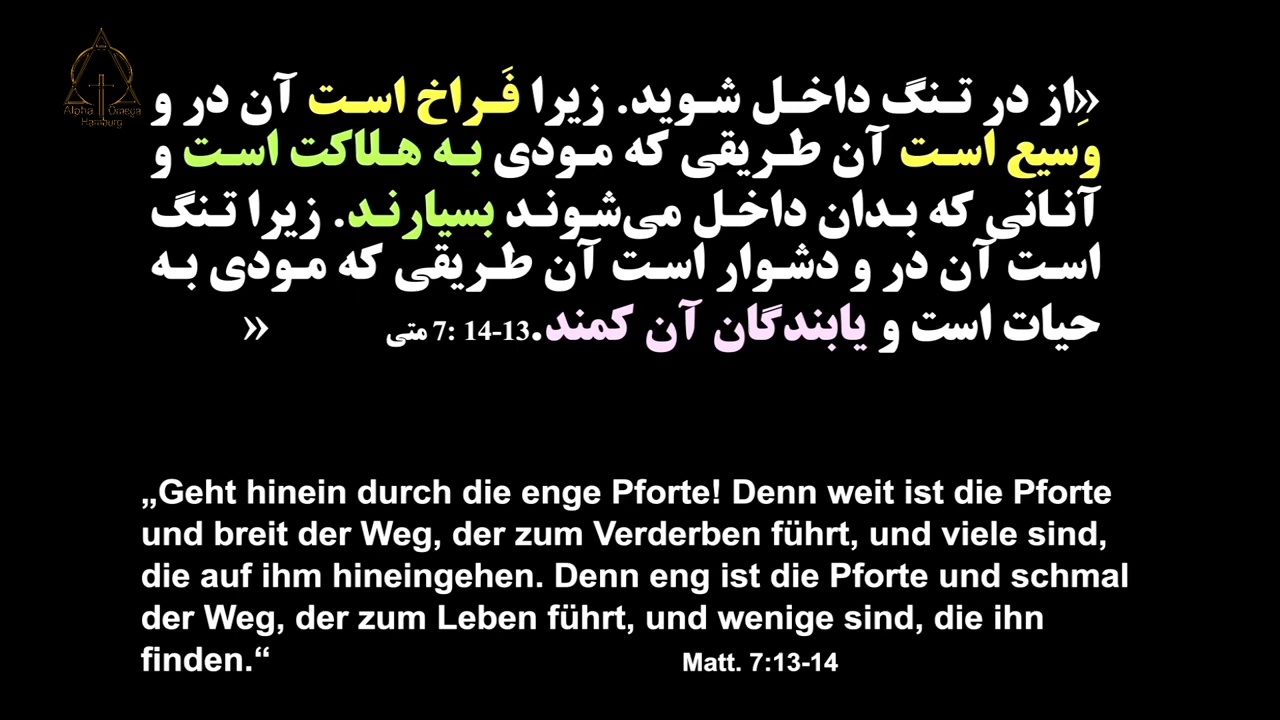 Alpha Omega
Hamburg
«ِاز در تنگ داخل شوید. زیرا فَراخ است آن در و
وسیع است آن طریقی که مودی به هلاکت است و
آنانی که بدان داخل می‌شوند بسیارند. زیرا تنگ
است آن در و دشوار است آن طریقی که مودی به
حیات است و یابندگان آن کمند.13-14 :7 متی »
„Geht hinein durch die enge Pforte! Denn weit ist die Pforte
und breit der Weg, der zum Verderben führt, und viele sind,
die auf ihm hineingehen. Denn eng ist die Pforte und schmal
der Weg, der zum Leben führt, und wenige sind, die ihn
finden.“ Matt. 7:13-14